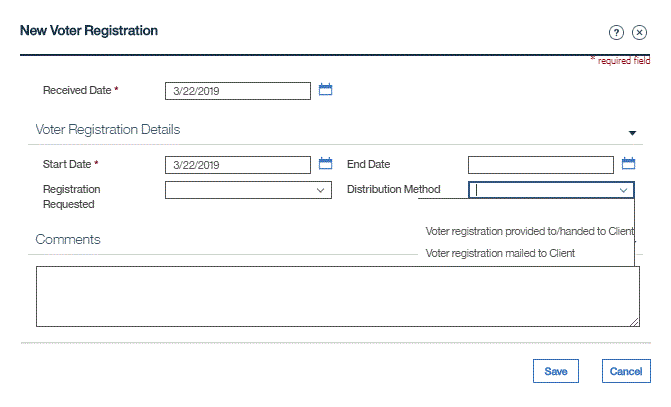 New Voter Registration
?
* required field
Received Date *
3/22/2019
Voter Registration Details
Start Date *
3/22/2019
End Date
Registration Requested
Distribution Method
Voter registration provided to/handed to Client
Voter registration mailed to Client
Comments
Save
Cancel